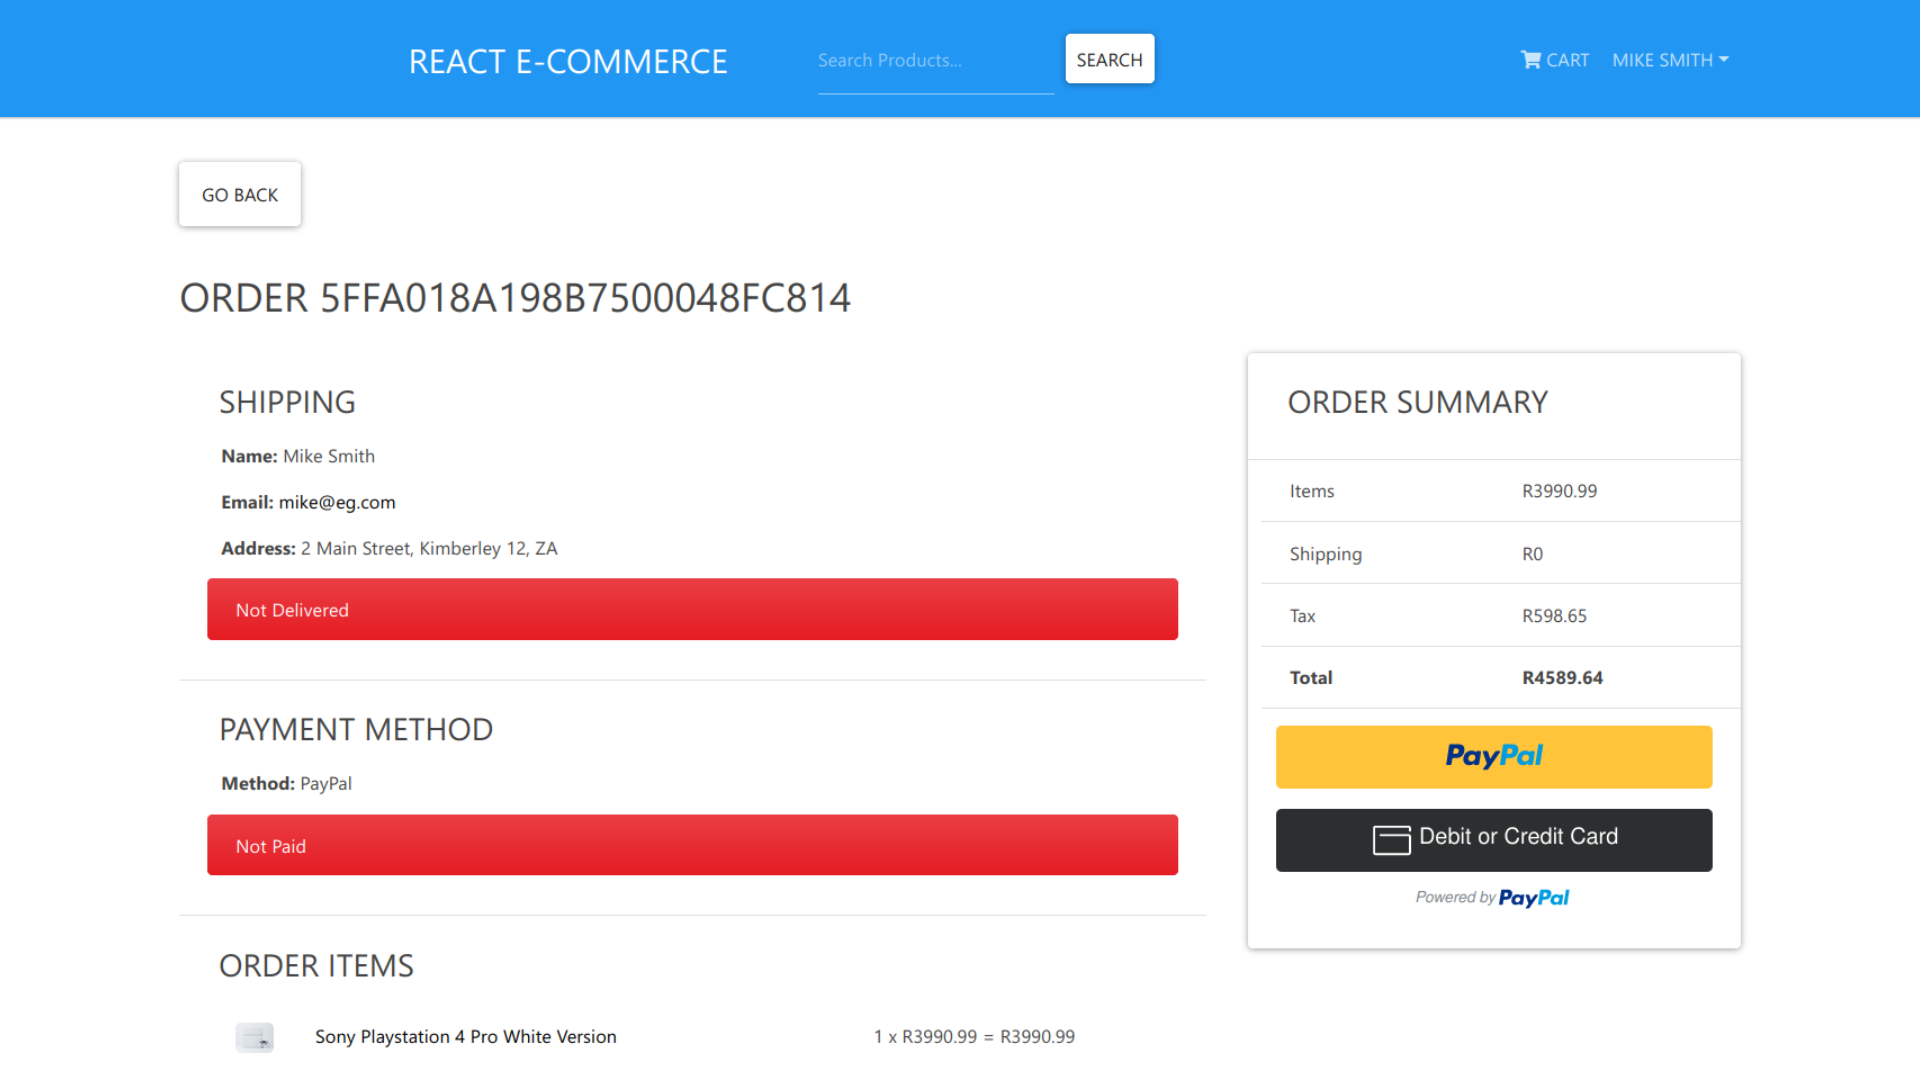 REACT E-COMMERCE
Search Products...
SEARCH
CART
MIKE SMITH
GO BACK
ORDER 5FFA018A198B7500048FC814
SHIPPING
Name: Mike Smith
Email: mike@eg.com
Address: 2 Main Street, Kimberley 12, ZA
Not Delivered
PAYMENT METHOD
Method: PayPal
Not Paid
ORDER ITEMS
Sony Playstation 4 Pro White Version
1 x R3990.99 = R3990.99
ORDER SUMMARY
Items R3990.99
Shipping R0
Tax R598.65
Total R4589.64
PayPal
Debit or Credit Card
Powered by PayPal